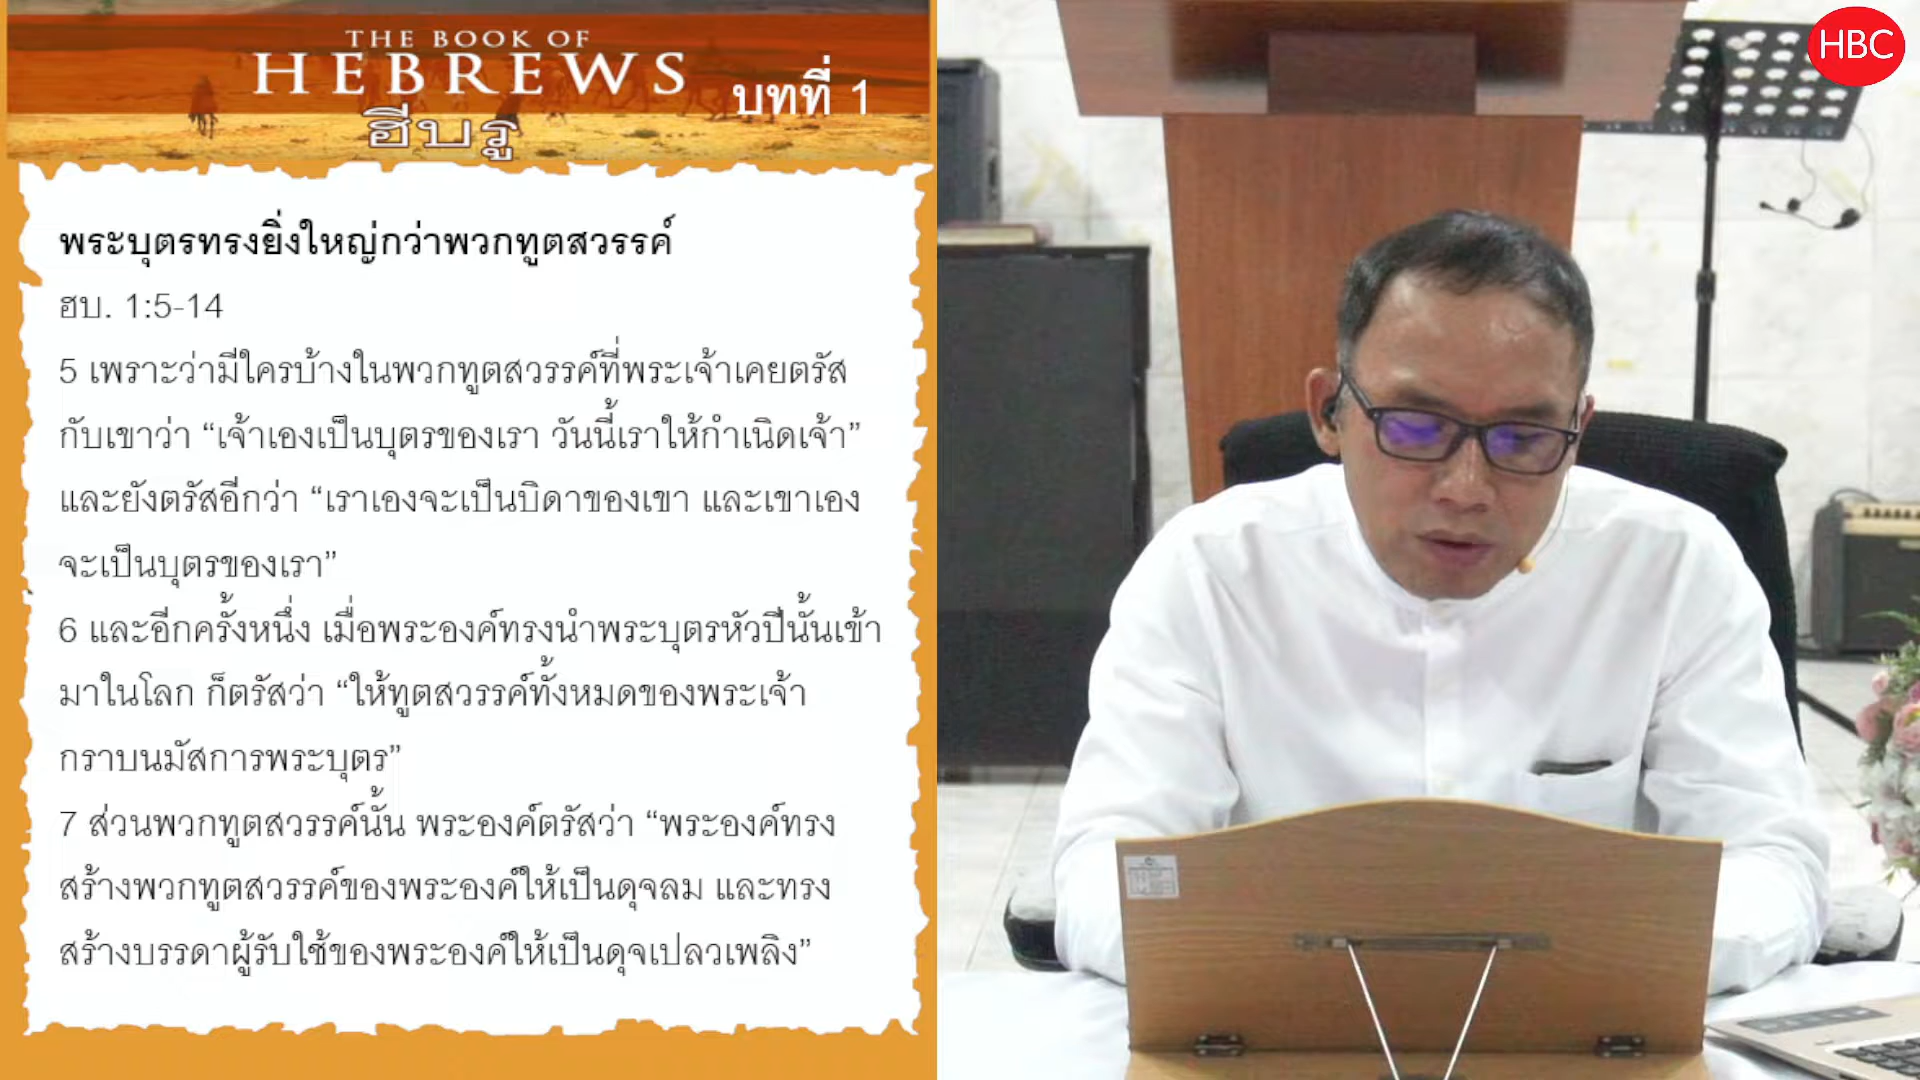 THE BOOK OF
HEBREWS
บทที่ 1
ฮีบรู
พระบุตรทรงยิ่งใหญ่กว่าพวกทูตสวรรค์
ฮบ. 1:5-14
5 เพราะว่ามีใครบ้างในพวกทูตสวรรค์ที่พระเจ้าเคยตรัส
กับเขาว่า “เจ้าเองเป็นบุตรของเรา วันนี้เราให้กำเนิดเจ้า”
และยังตรัสอีกว่า “เราเองจะเป็นบิดาของเขา และเขาเอง
จะเป็นบุตรของเรา”
6 และอีกครั้งหนึ่ง เมื่อพระองค์ทรงนำพระบุตรหัวปีนั้นเข้า
มาในโลก ก็ตรัสว่า “ให้ทูตสวรรค์ทั้งหมดของพระเจ้า
กราบนมัสการพระบุตร”
7 ส่วนพวกทูตสวรรค์นั้น พระองค์ตรัสว่า “พระองค์ทรง
สร้างพวกทูตสวรรค์ของพระองค์ให้เป็นดุจลม และทรง
สร้างบรรดาผู้รับใช้ของพระองค์ให้เป็นดุจเปลวเพลิง”
HBC